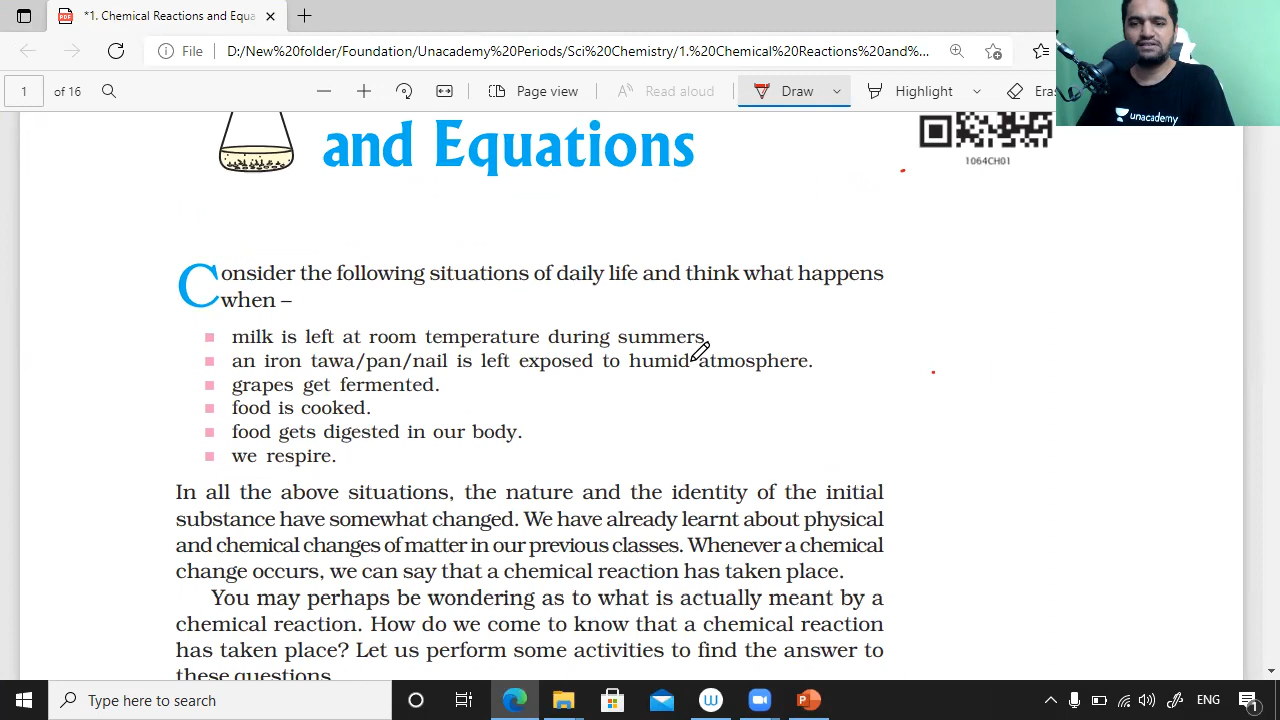 *1. Chemical Reactions and Equa
File
D:/New%20folder/Foundation/Unacademy%20Periods/Sci%20Chemistry/1.%20Chemical%20Reactions%20and%...
1 of 16
Page view
Read aloud
Draw
Highlight
Eras
unacademy
and Equations
1064CH01
Consider the following situations of daily life and think what happens
when –
milk is left at room temperature during summers.
an iron tawa/pan/nail is left exposed to humid atmosphere.
grapes get fermented.
food is cooked.
food gets digested in our body.
we respire.
In all the above situations, the nature and the identity of the initial
substance have somewhat changed. We have already learnt about physical
and chemical changes of matter in our previous classes. Whenever a chemical
change occurs, we can say that a chemical reaction has taken place.
You may perhaps be wondering as to what is actually meant by a
chemical reaction. How do we come to know that a chemical reaction
has taken place? Let us perform some activities to find the answer to
these questions.
Type here to search
ENG
1